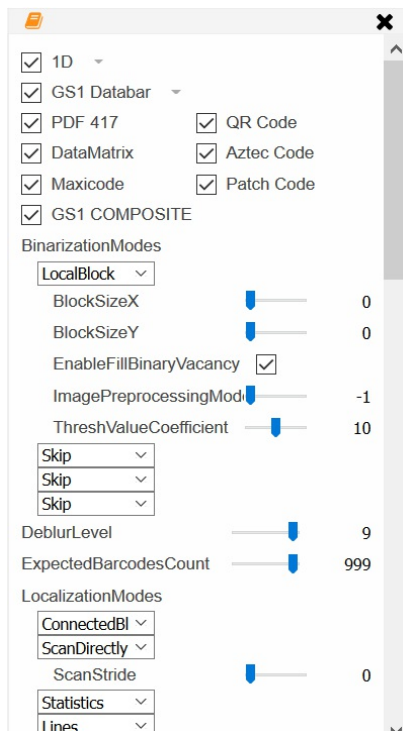 1D
GS1 Databar
PDF 417 QR Code
DataMatrix Aztec Code
Maxicode Patch Code
GS1 COMPOSITE
BinarizationModes
LocalBlock
BlockSizeX 0
BlockSizeY 0
EnableFillBinaryVacancy
ImagePreprocessingMod -1
ThreshValueCoefficient 10
Skip
Skip
Skip
DeblurLevel 9
ExpectedBarcodesCount 999
LocalizationModes
ConnectedBl
ScanDirectly
ScanStride 0
Statistics
Lines